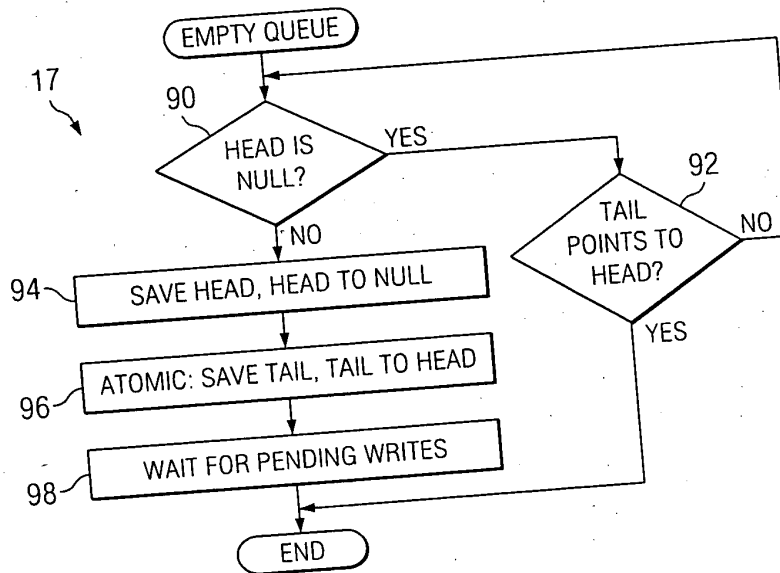 EMPTY QUEUE
17
90
HEAD IS
NULL?
YES
92
TAIL
POINTS TO
HEAD?
NO
NO
YES
94
SAVE HEAD, HEAD TO NULL
96
ATOMIC: SAVE TAIL, TAIL TO HEAD
98
WAIT FOR PENDING WRITES
END